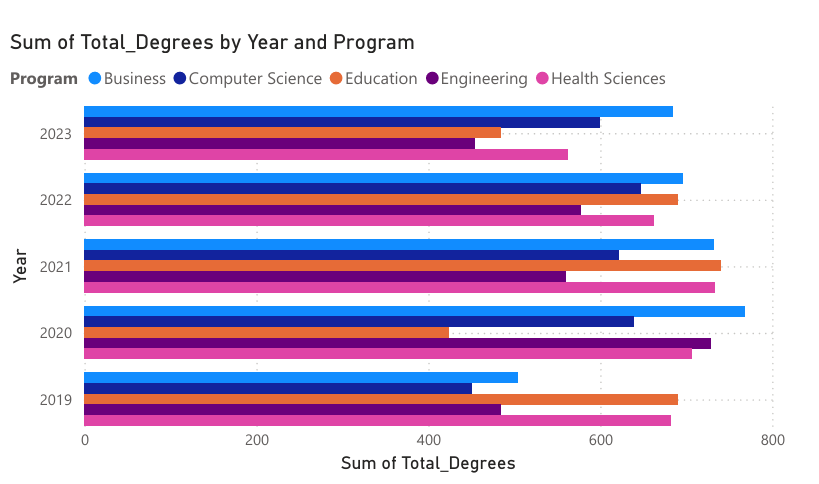 Sum of Total_Degrees by Year and Program
Program Business Computer Science Education Engineering Health Sciences
2023
2022
2021
2020
2019
Year
0 200 400 600 800
Sum of Total_Degrees